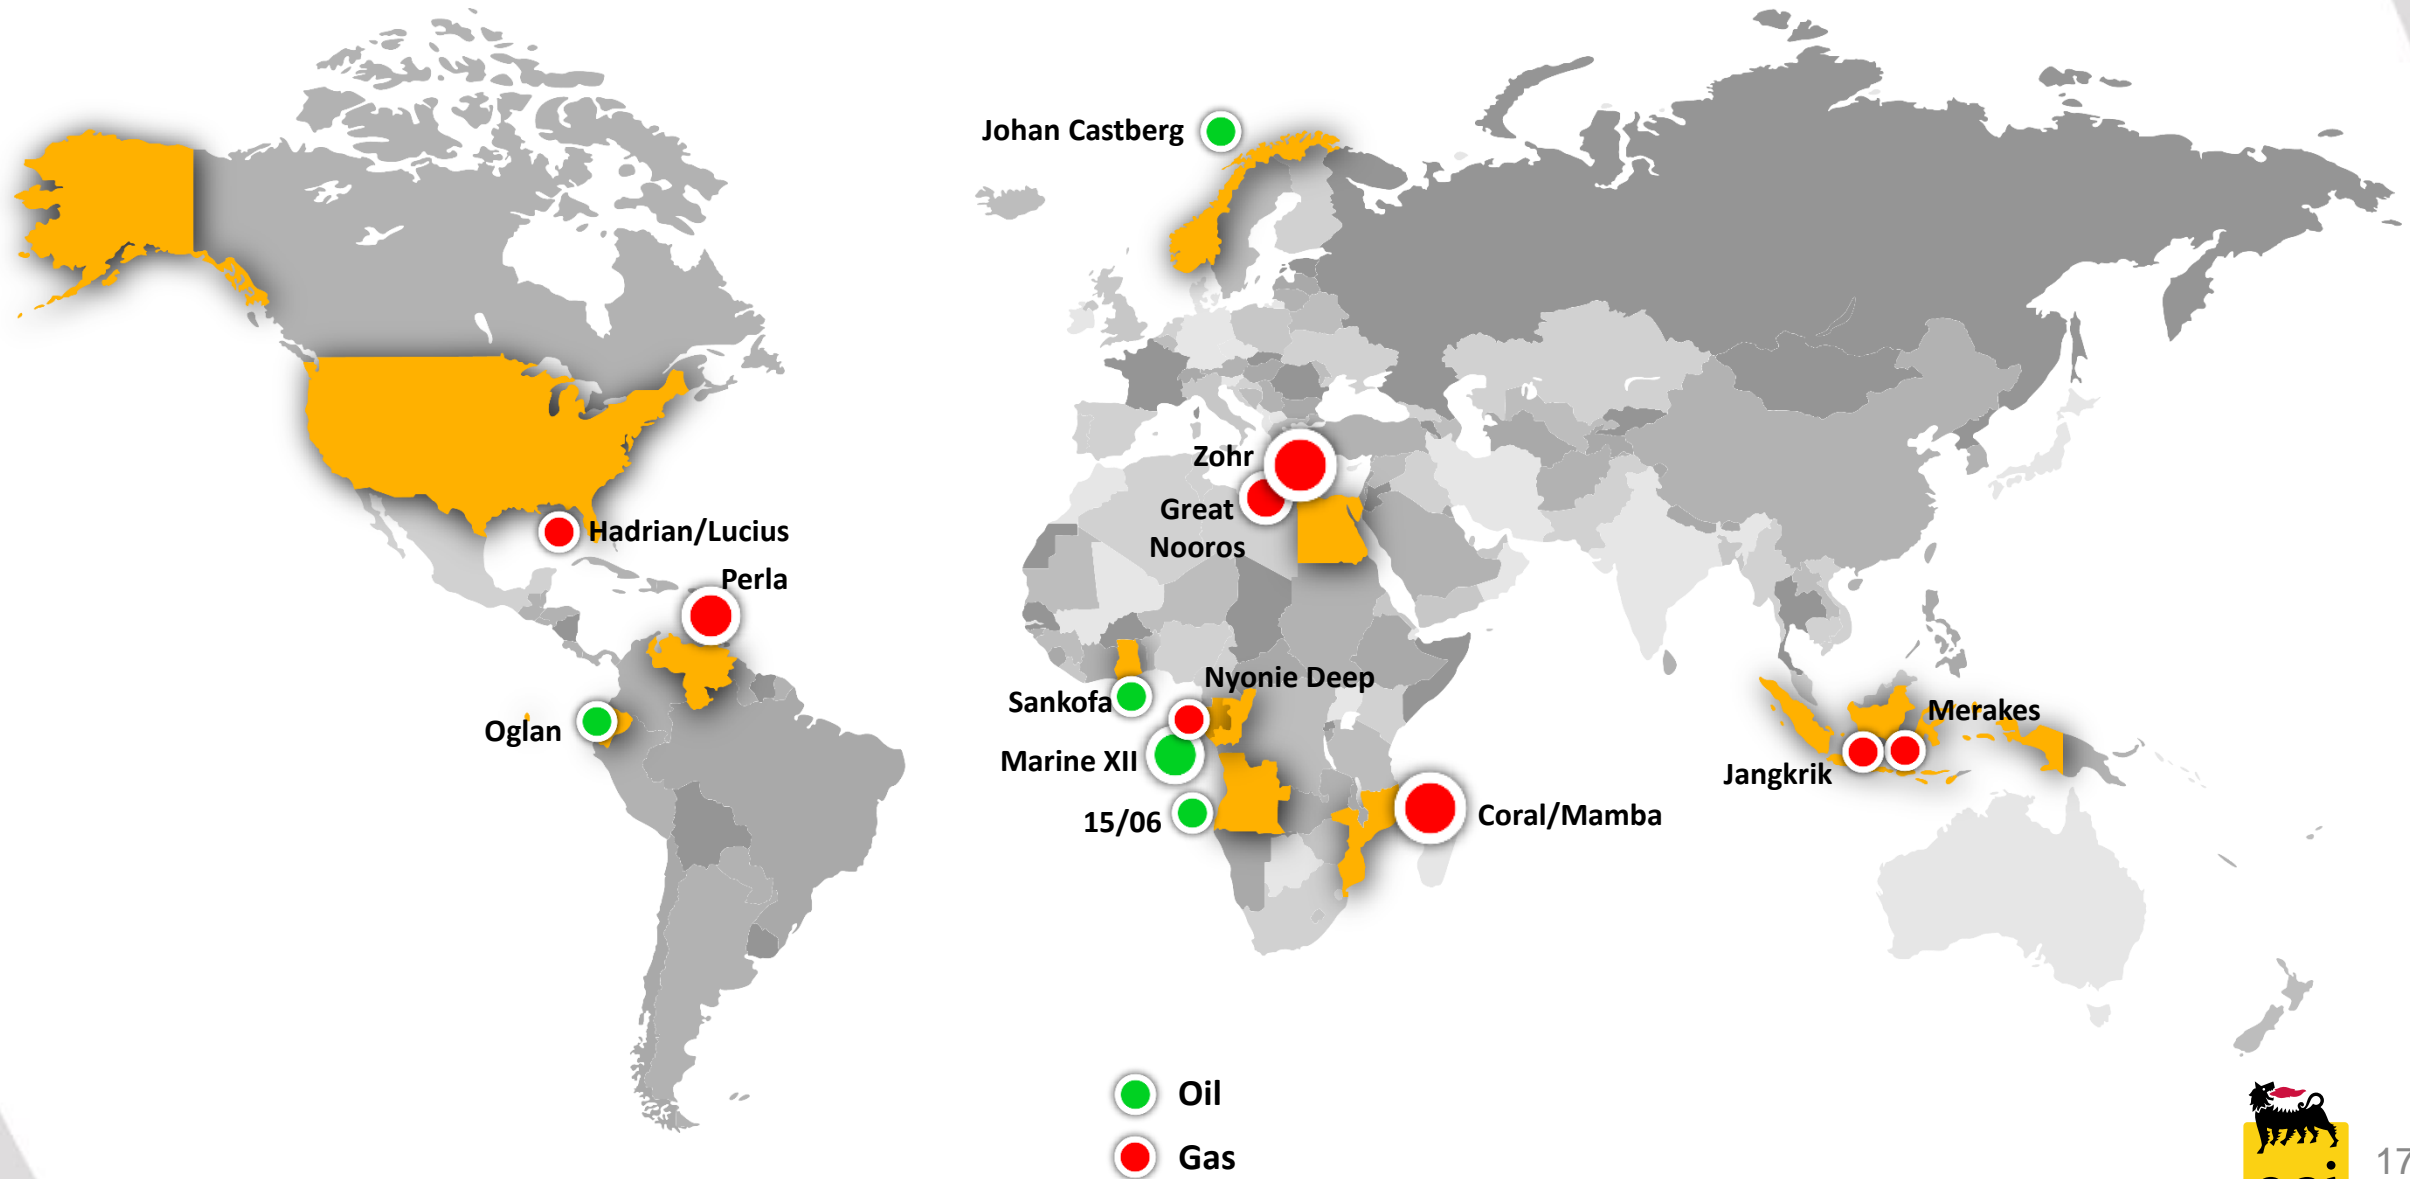 Johan Castberg
Zohr
Great
Nooros
Hadrian/Lucius
Perla
Nyonie Deep
Sankofa
Oglan
Marine XII
15/06
Coral/Mamba
Merakes
Jangkrik
Oil
Gas
17